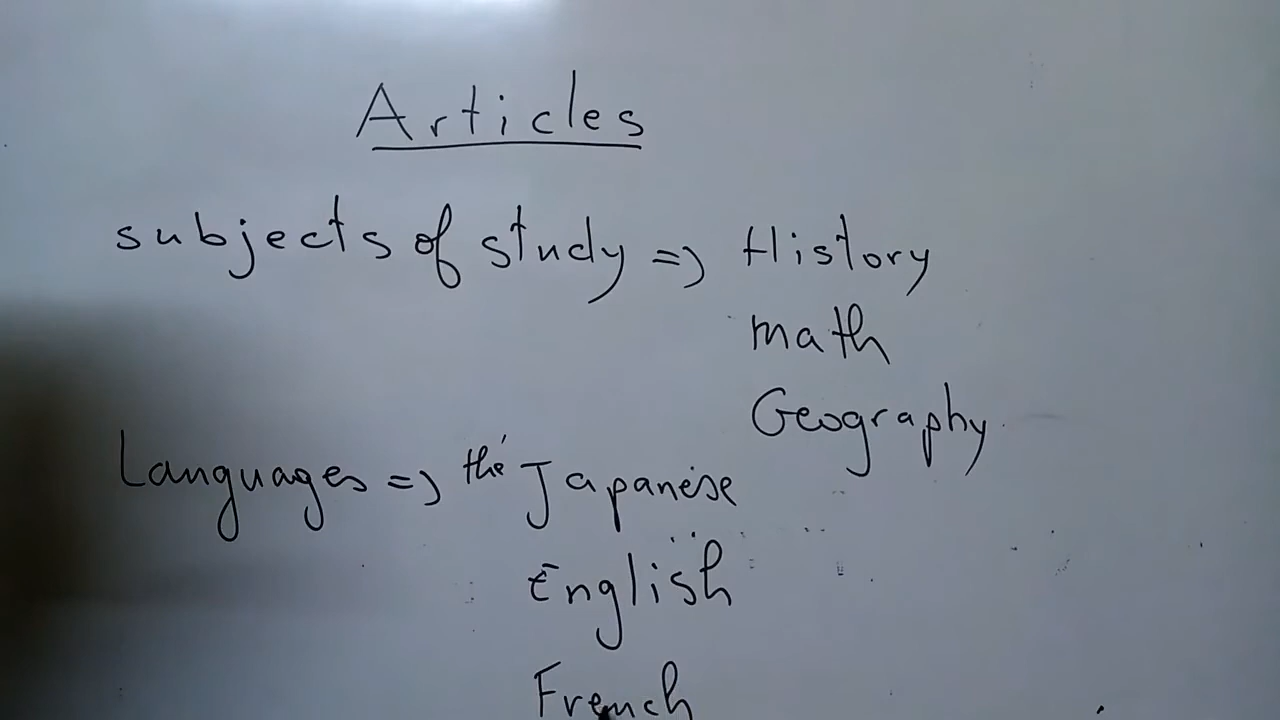 Articles
subjects of study => History
math
Geography
Languages => the Japanese
English
French